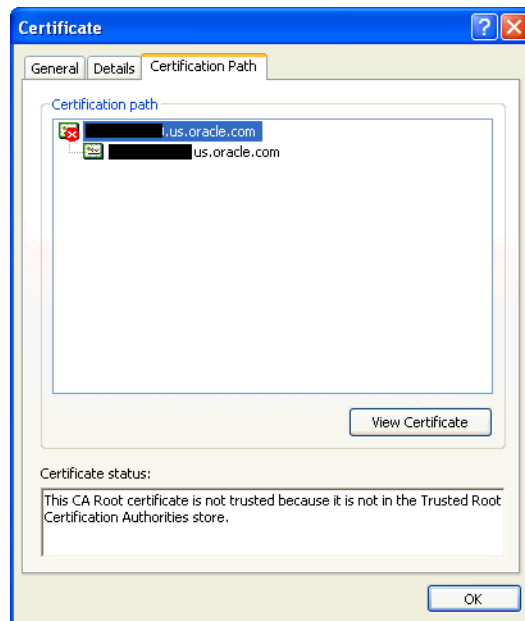 Certificate
General Details Certification Path
Certification path
.us.oracle.com
us.oracle.com
View Certificate
Certificate status:
This CA Root certificate is not trusted because it is not in the Trusted Root
Certification Authorities store.
OK